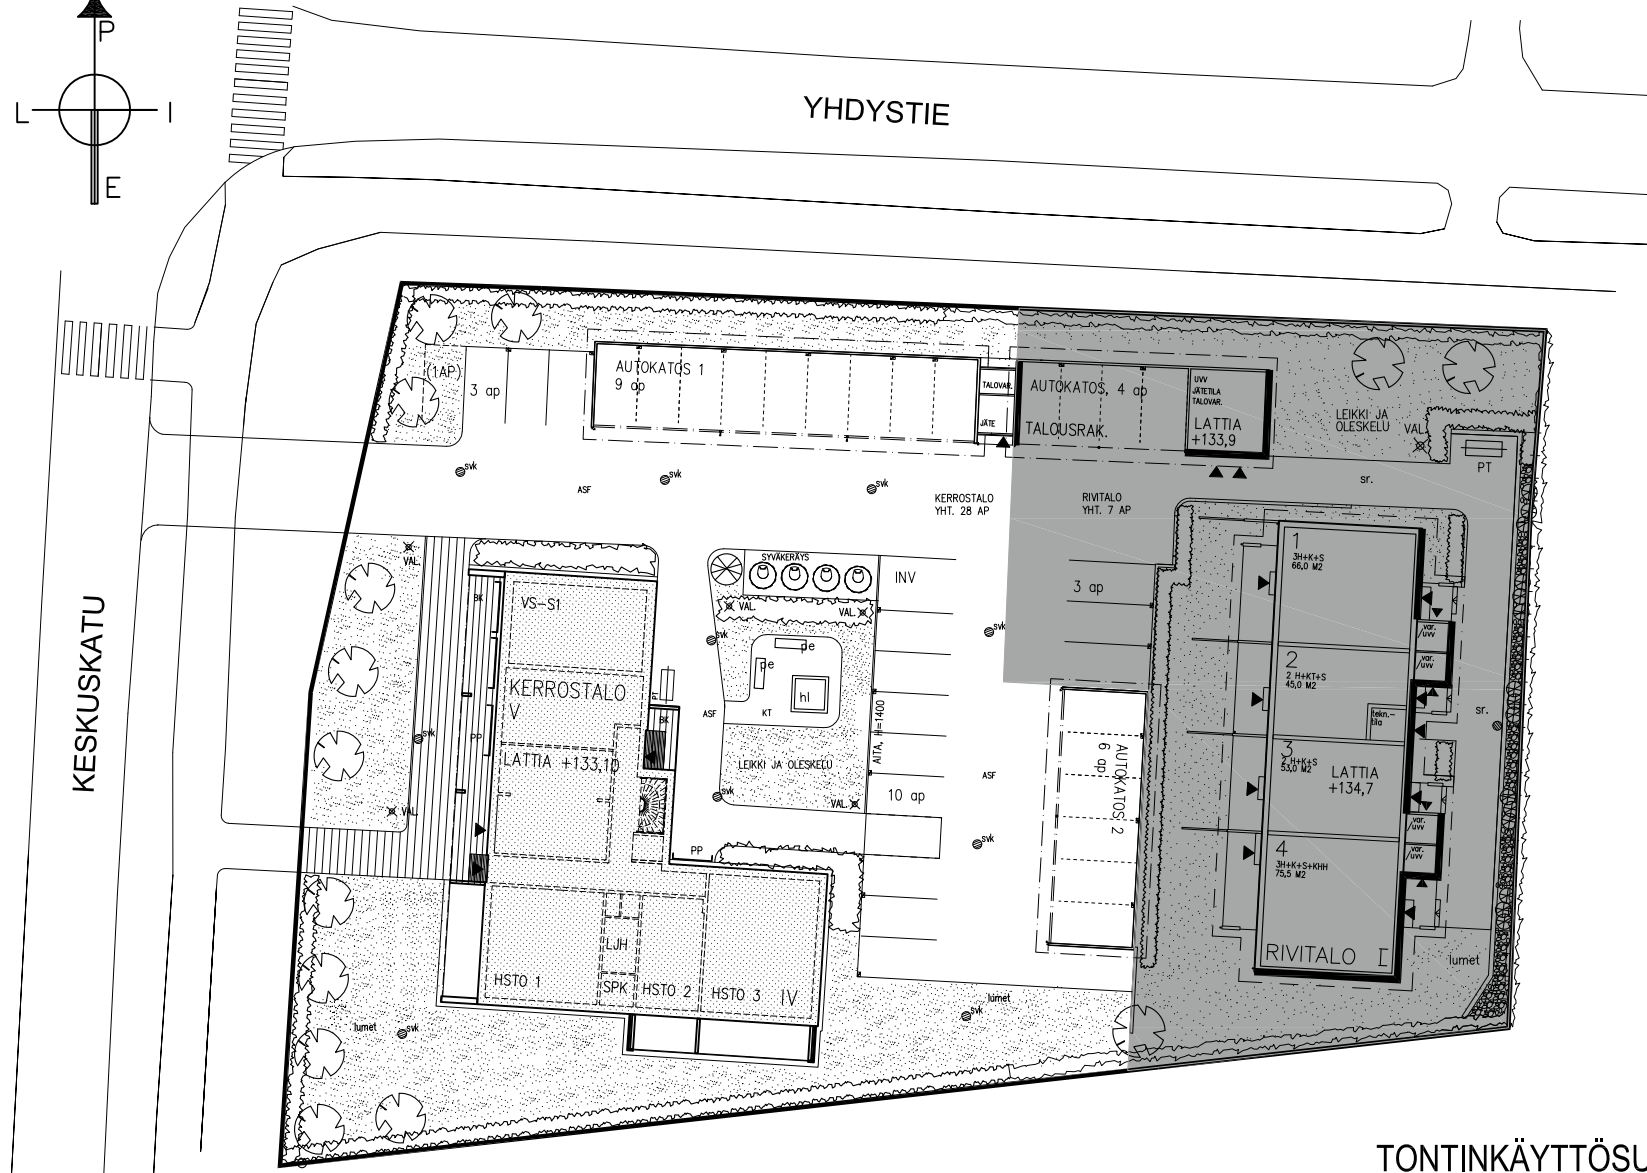 P
L
I
E
YHDYSTIE
KESKUSKATU
(1AP)
3 ap
AUTOKATOS 1
9 ap
TALOVAR.
JÄTE
AUTOKATOS, 4 ap
TALOUSRAK.
UVV
JÄTETILA
TALOVAR.
LATTIA
+133,9
LEIKKI JA
OLESKELU
VAL.
PT
sr.
svk
svk
svk
ASF
KERROSTALO
YHT. 28 AP
RIVITALO
YHT. 7 AP
VAL.
SYVÄKERÄYS
INV
3 ap
BK
VS-S1
VAL.
VAL.
svk
svk
pe
pe
hl
KT
PT
KERROSTALO
V
BK
ASF
PP
svk
LATTIA +133,10
LEIKKI JA OLESKELU
AITA, H=1400
ASF
10 ap
VAL.
svk
VAL.
svk
PP
AUTOKATOS 2
6 ap
1
3H+K+S
66,0 M2
var.
/uvv
var.
/uvv
2
2 H+KT+S
45,0 M2
tekn.-
tila
sr.
3
2 H+K+S
53,0 M2
LATTIA
+134,7
var.
/uvv
var.
/uvv
4
3H+K+S+KHH
75,5 M2
RIVITALO I
lumet
HSTO 1
LJH
SPK
HSTO 2
HSTO 3
IV
lumet
svk
lumet
svk
TONTINKÄYTTÖSU